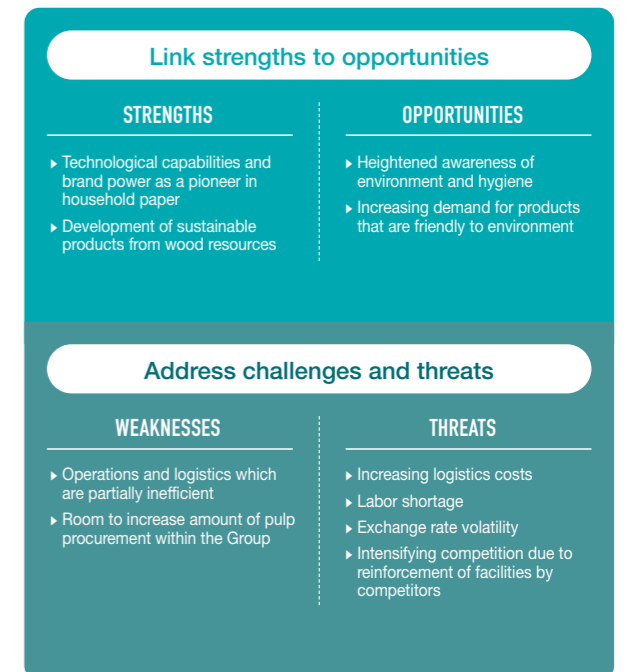 Link strengths to opportunities
STRENGTHS
▸ Technological capabilities and
brand power as a pioneer in
household paper
▸ Development of sustainable
products from wood resources
OPPORTUNITIES
▸ Heightened awareness of
environment and hygiene
▸ Increasing demand for products
that are friendly to environment
Address challenges and threats
WEAKNESSES
▸ Operations and logistics which
are partially inefficient
▸ Room to increase amount of pulp
procurement within the Group
THREATS
▸ Increasing logistics costs
▸ Labor shortage
▸ Exchange rate volatility
▸ Intensifying competition due to
reinforcement of facilities by
competitors